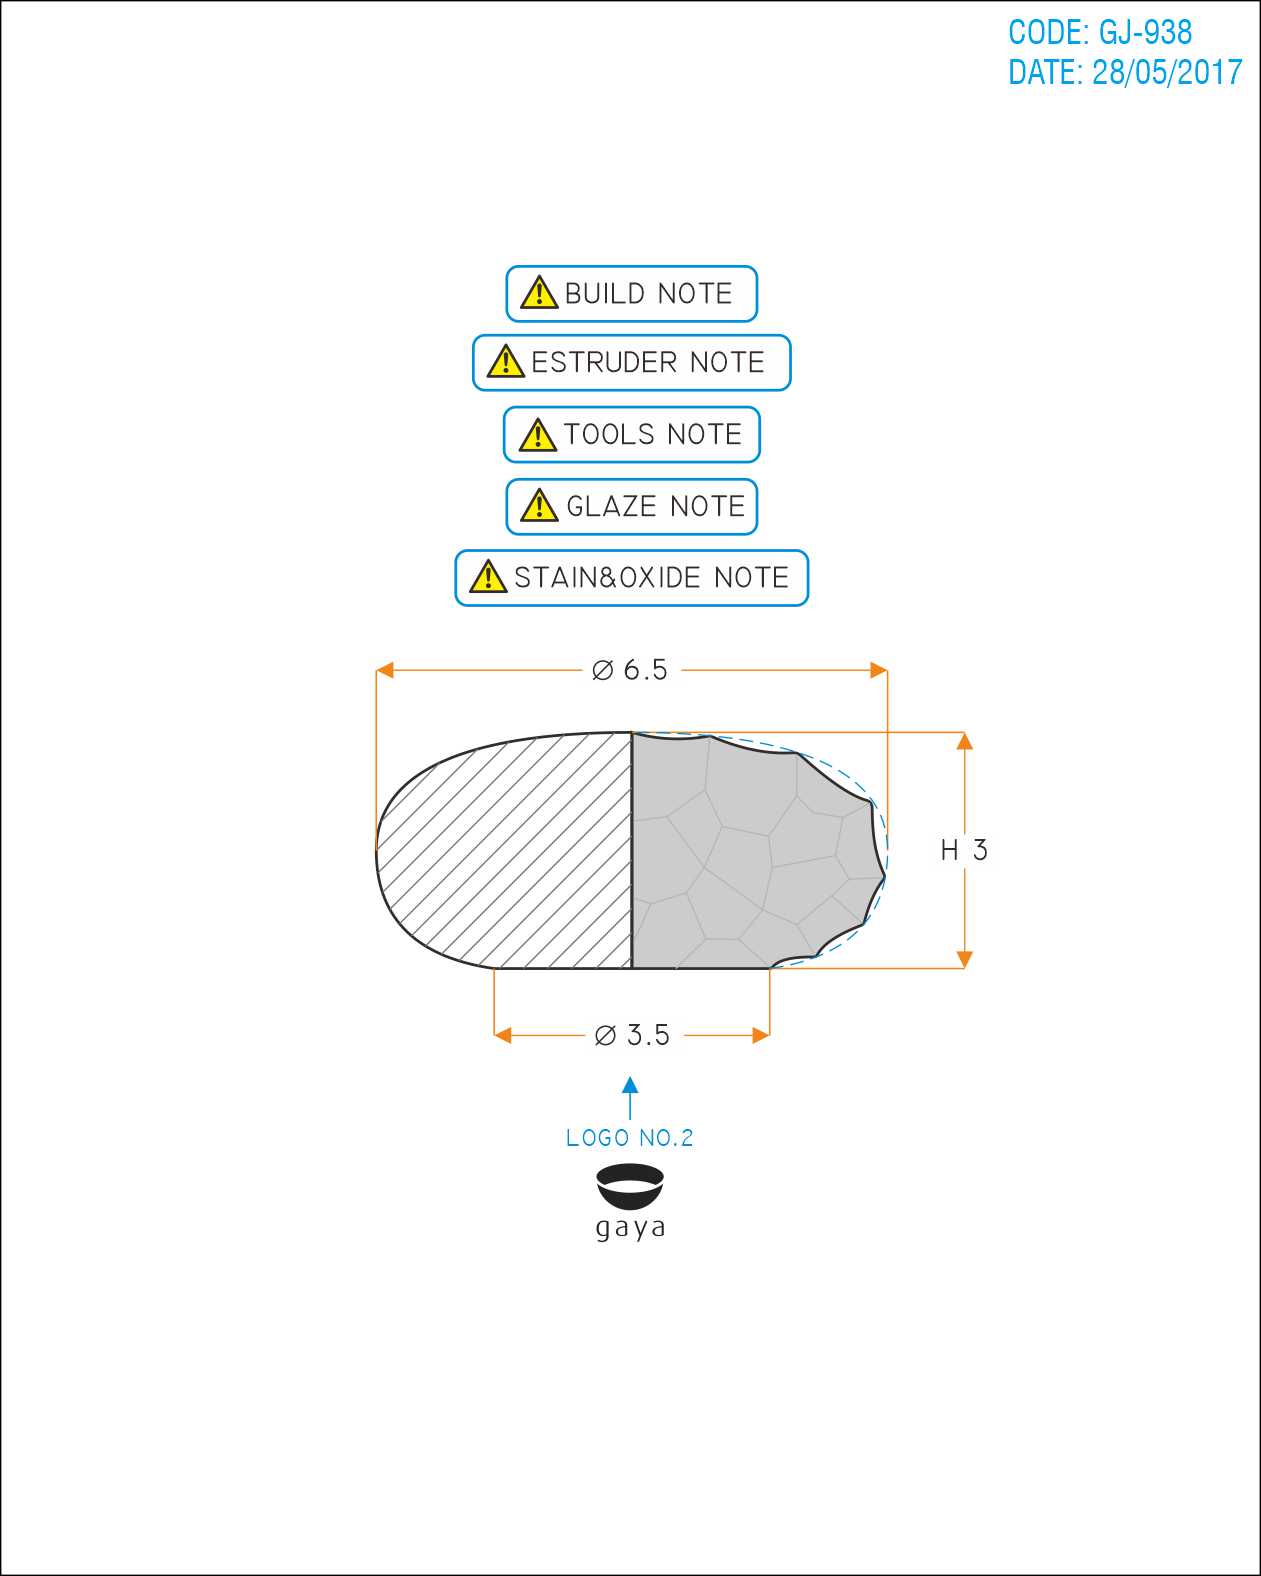 CODE: GJ-938
DATE: 28/05/2017
BUILD NOTE
ESTRUDER NOTE
TOOLS NOTE
GLAZE NOTE
STAIN&OXIDE NOTE
Ø 6.5
H 3
Ø 3.5
LOGO NO.2
gaya